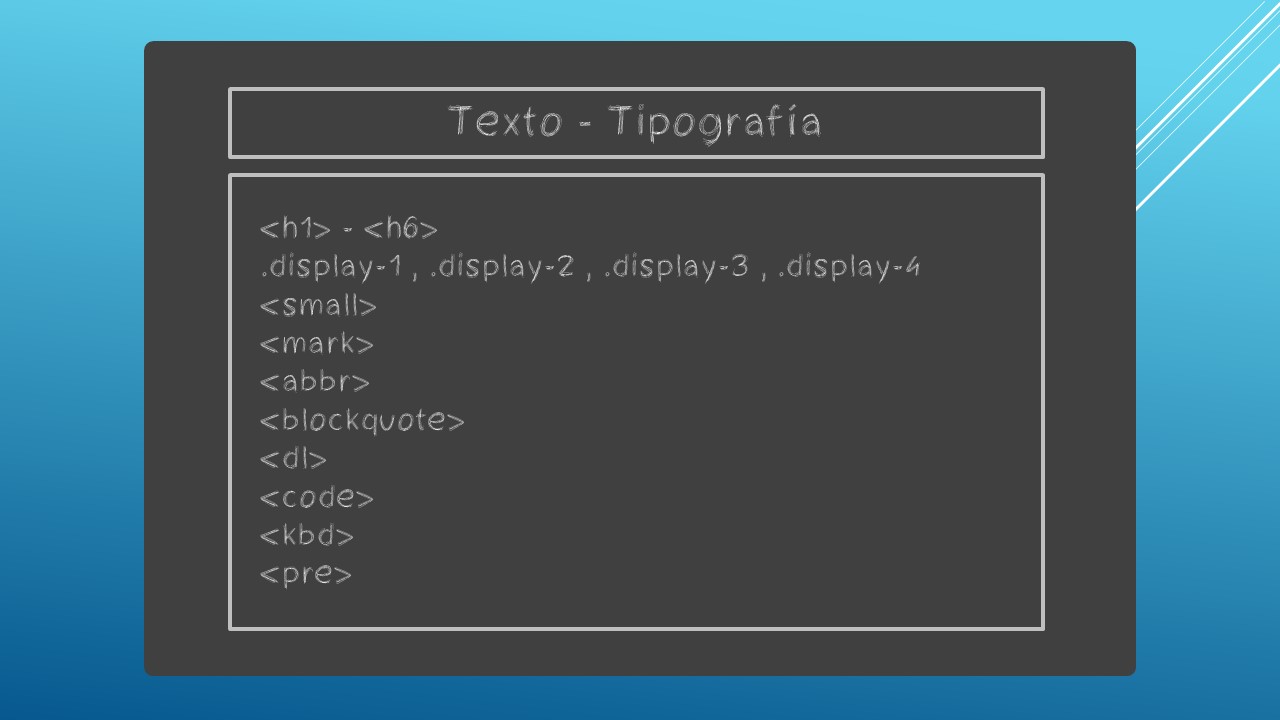 Texto - Tipografía
<h1> - <h6>
.display-1 , .display-2 , .display-3 , .display-4
<small>
<mark>
<abbr>
<blockquote>
<dl>
<code>
<kbd>
<pre>